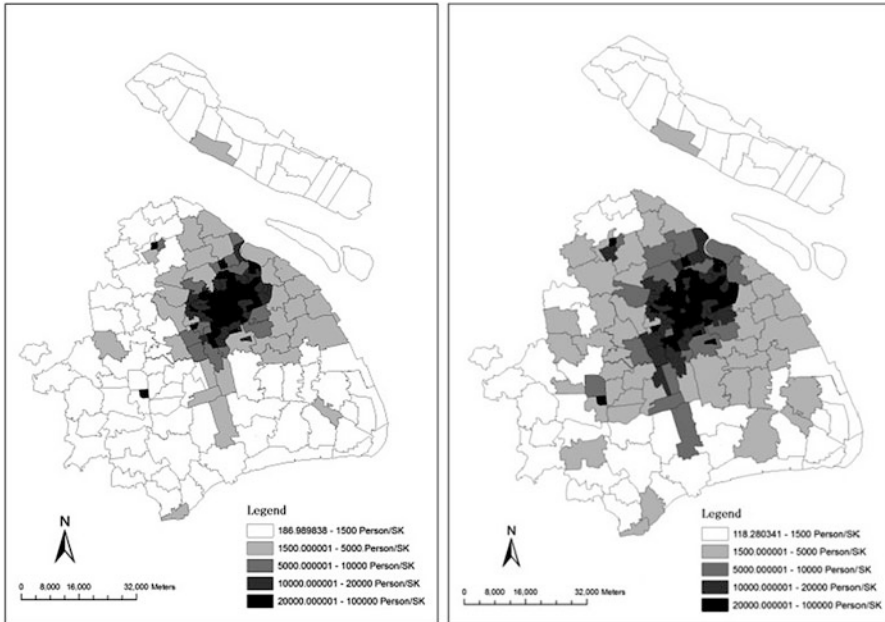 N
0 8,000 16,000 32,000 Meters
Legend
186.989838 - 1500 Person/SK
1500.000001 - 5000 Person/SK
5000.000001 - 10000 Person/SK
10000.000001 - 20000 Person/SK
20000.000001 - 100000 Person/SK
N
0 8,000 16,000 32,000 Meters
Legend
118.280341 - 1500 Person/SK
1500.000001 - 5000 Person/SK
5.000.000001 - 10000 Person/SK
10000.000001 - 20000 Person/SK
20000.000001 - 100000 Person/SK